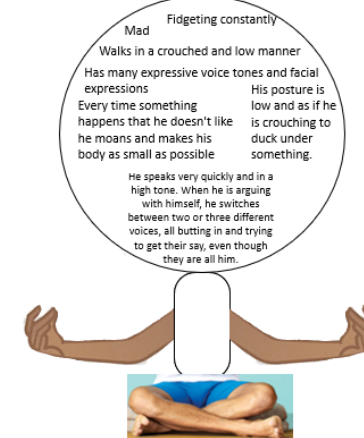 Fidgeting constantly
Mad
Walks in a crouched and low manner
Has many expressive voice tones and facial
expressions
Every time something
happens that he doesn't like
he moans and makes his
body as small as possible
His posture is
low and as if he
is crouching to
duck under
something.
He speaks very quickly and in a
high tone. When he is arguing
with himself, he switches
between two or three different
voices, all butting in and trying
to get their say, even though
they are all him.